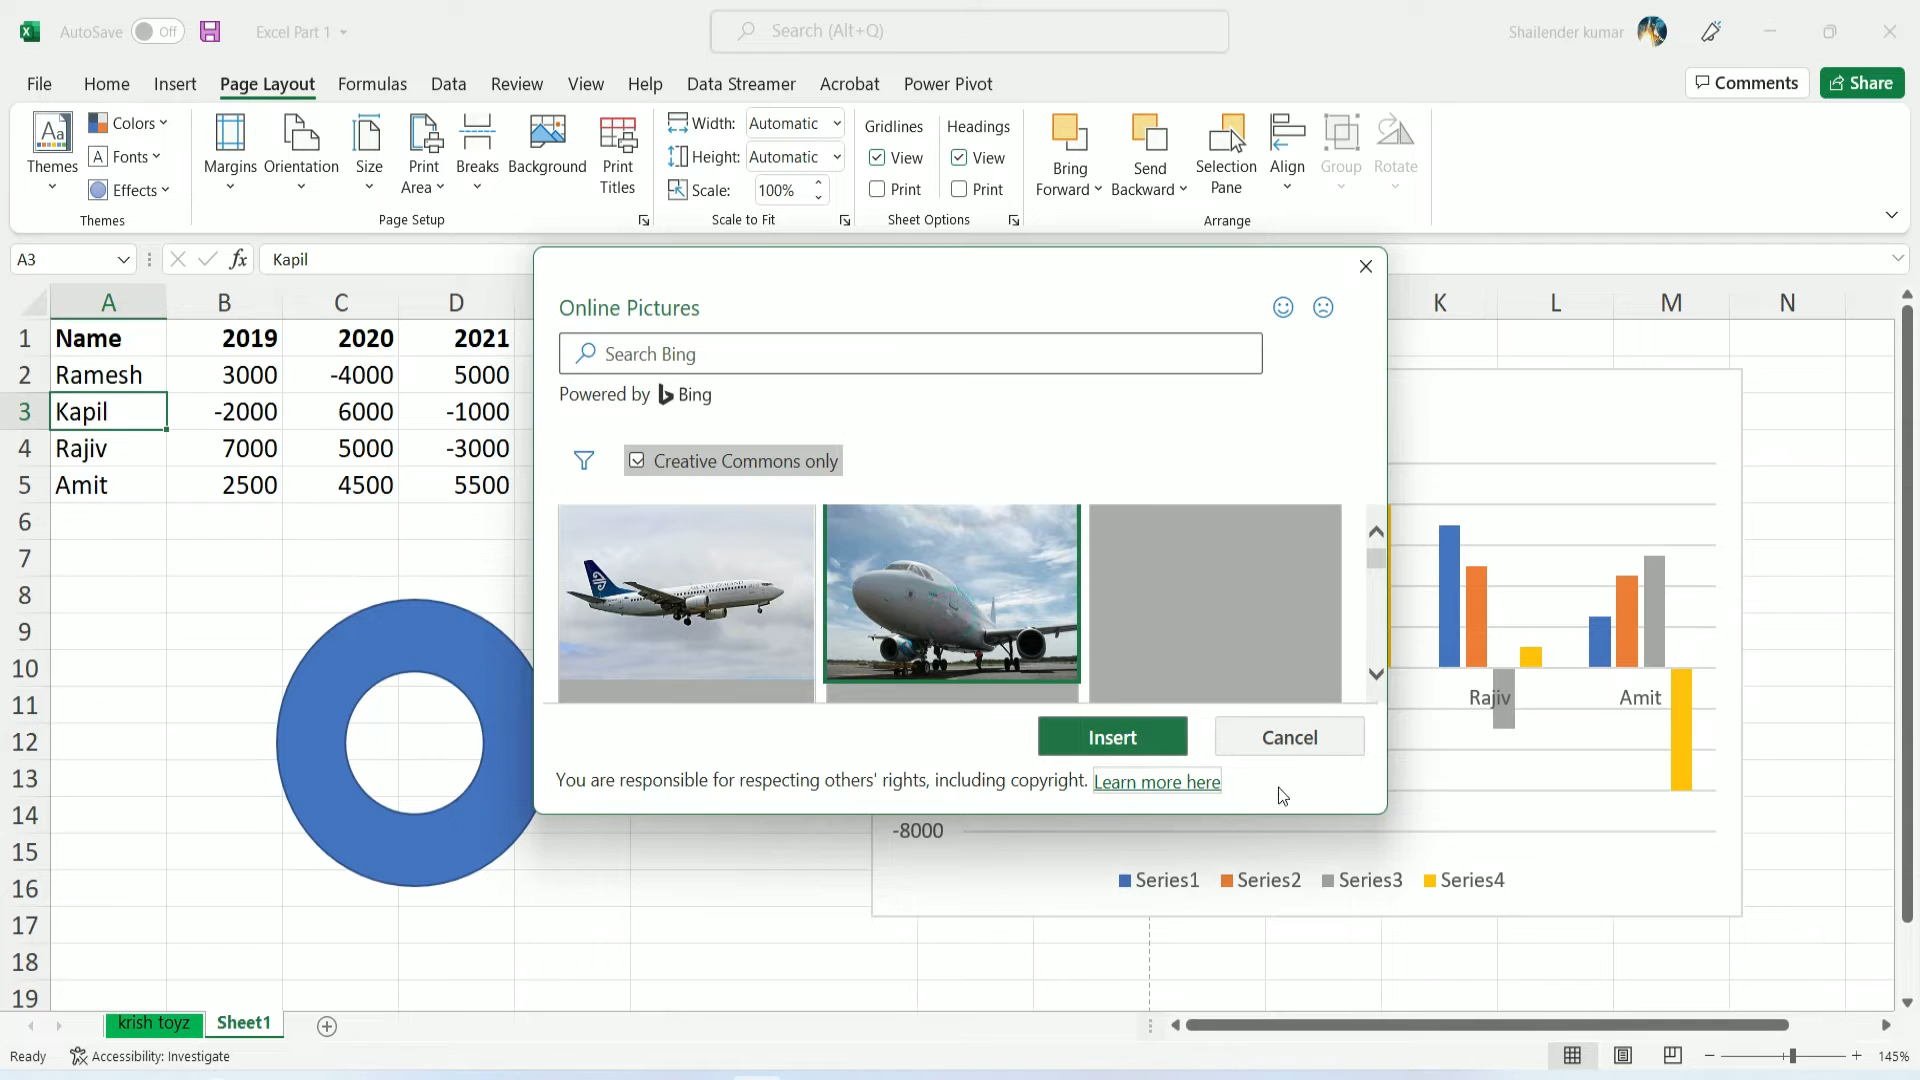 AutoSave Off Excel Part 1 Search (Alt+Q) Shailender kumar
File Home Insert Page Layout Formulas Data Review View Help Data Streamer Acrobat Power Pivot Comments Share
Themes Colors Fonts Effects
Themes
Margins Orientation Size Print Area Breaks Background Print Titles
Page Setup
Width: Automatic
Height: Automatic
Scale: 100%
Scale to Fit
Gridlines Headings
View View
Print Print
Sheet Options
Bring Forward Send Backward Selection Pane Align Group Rotate
Arrange
A3 fx Kapil
A B C D K L M N
1 Name 2019 2020 2021
2 Ramesh 3000 -4000 5000
3 Kapil -2000 6000 -1000
4 Rajiv 7000 5000 -3000
5 Amit 2500 4500 5500
6
7
8
9
10
11
12
13
14
15
16
17
18
19
Online Pictures
Search Bing
Powered by Bing
Creative Commons only
Insert Cancel
You are responsible for respecting others' rights, including copyright. Learn more here
Rajiv Amit
-8000
Series1 Series2 Series3 Series4
krish toyz Sheet1
Ready Accessibility: Investigate 145%